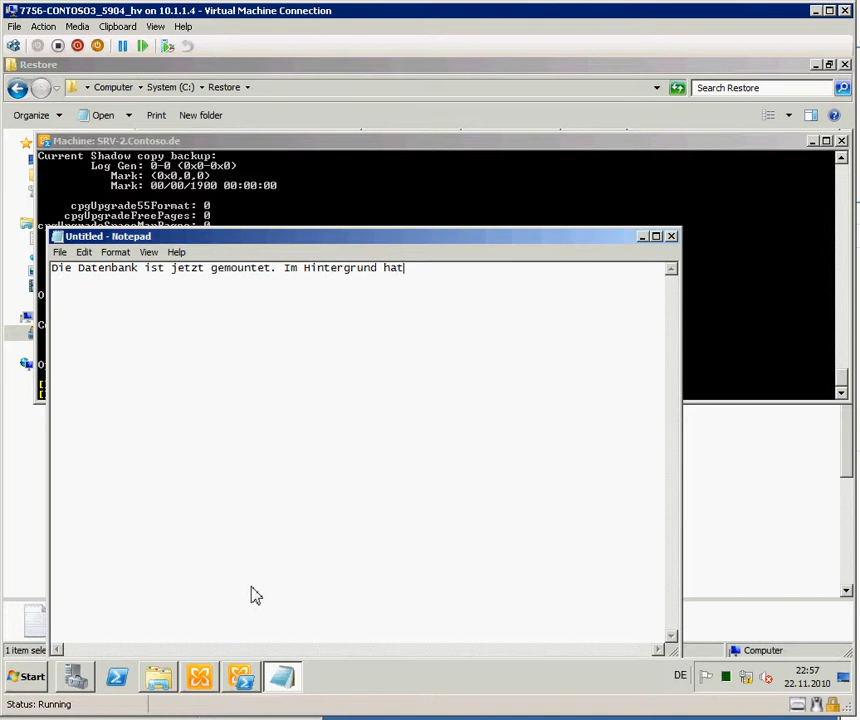 7756-CONTOSO3_5904_hv on 10.1.1.4 - Virtual Machine Connection
File Action Media Clipboard View Help
Restore
Computer System (C:) Restore
Search Restore
Organize Open Print New folder
Machine: SRV-2.Contoso.de
Current Shadow copy backup:
Log Gen: 0-0 (0x0-0x0)
Mark: (0x0,0,0)
Mark: 00/00/1900 00:00:00
cpgUpgrade55Format: 0
cpgUpgradeFreePages: 0
cpgUpgradeSpaceMapPages: 0
Untitled - Notepad
File Edit Format View Help
Die Datenbank ist jetzt gemountet. Im Hintergrund hat
1 item sele
Computer
Start
DE
22:57
22.11.2010
Status: Running